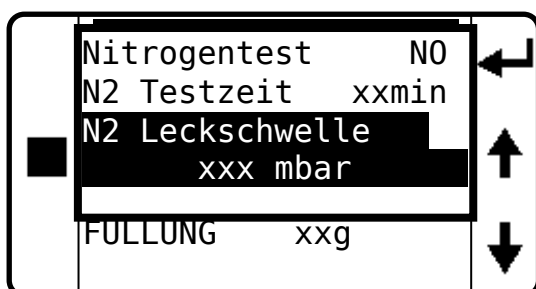 Nitrogentest NO
N2 Testzeit xxmin
N2 Leckschwelle
xxx mbar
FULLUNG xxg